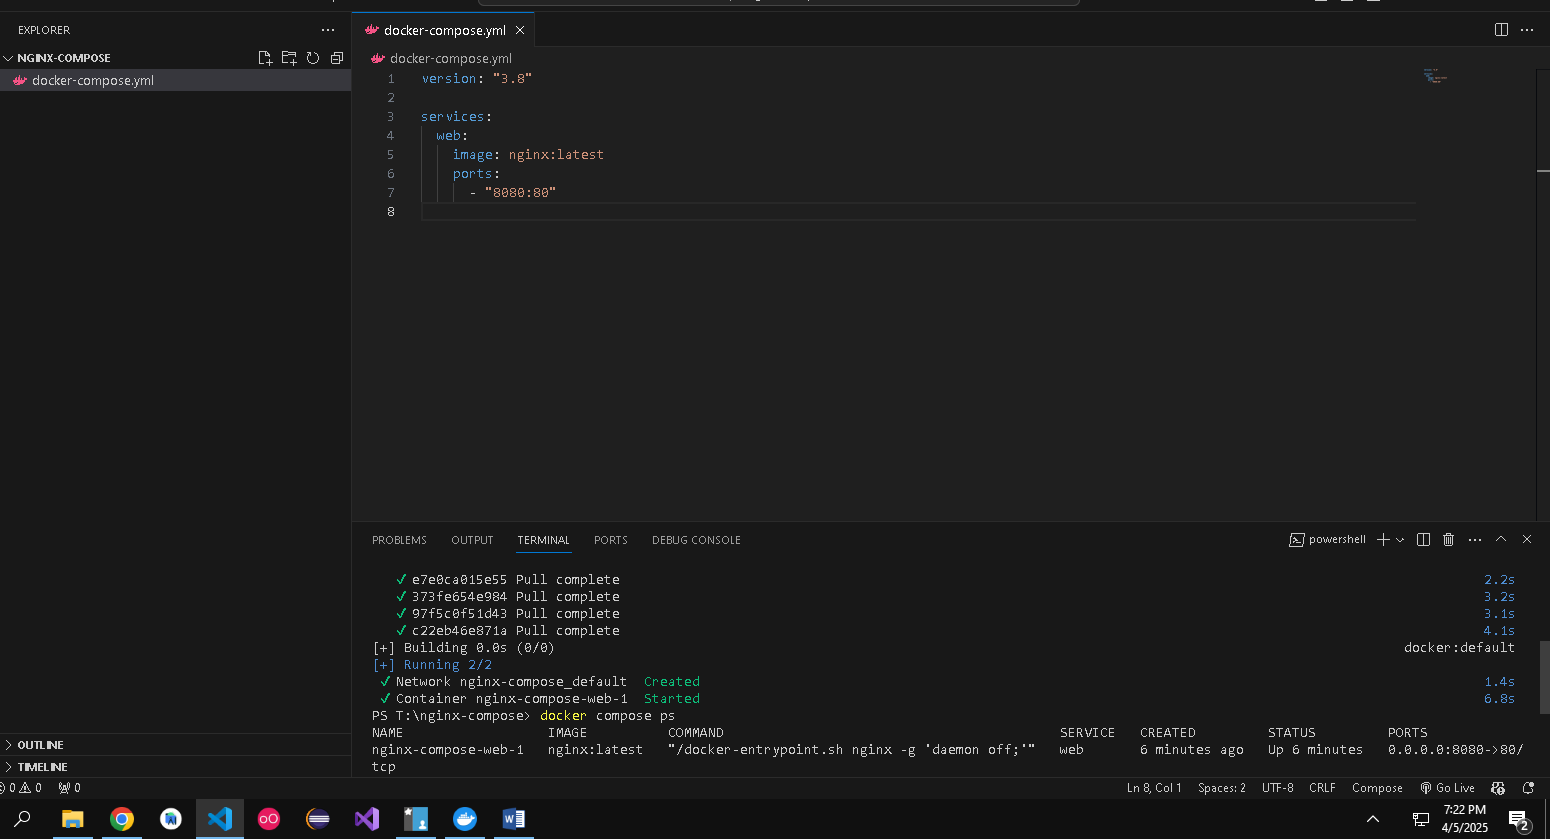 EXPLORER
NGINX-COMPOSE
docker-compose.yml
docker-compose.yml
docker-compose.yml
1 version: "3.8"
2
3 services:
4 web:
5 image: nginx:latest
6 ports:
7 - "8080:80"
8
PROBLEMS OUTPUT TERMINAL PORTS DEBUG CONSOLE
powershell
✓ e7e0ca015e55 Pull complete 2.2s
✓ 373fe654e984 Pull complete 3.2s
✓ 97f5c0f51d43 Pull complete 3.1s
✓ c22eb46e871a Pull complete 4.1s
[+] Building 0.0s (0/0) docker:default
[+] Running 2/2
✓ Network nginx-compose_default Created 1.4s
✓ Container nginx-compose-web-1 Started 6.8s
PS T:\nginx-compose> docker compose ps
NAME IMAGE COMMAND SERVICE CREATED STATUS PORTS
nginx-compose-web-1 nginx:latest "/docker-entrypoint.sh nginx -g 'daemon off;'" web 6 minutes ago Up 6 minutes 0.0.0.0:8080->80/
tcp
OUTLINE
TIMELINE
0 0 0
Ln 8, Col 1 Spaces: 2 UTF-8 CRLF Compose Go Live
7:22 PM
4/5/2025
2